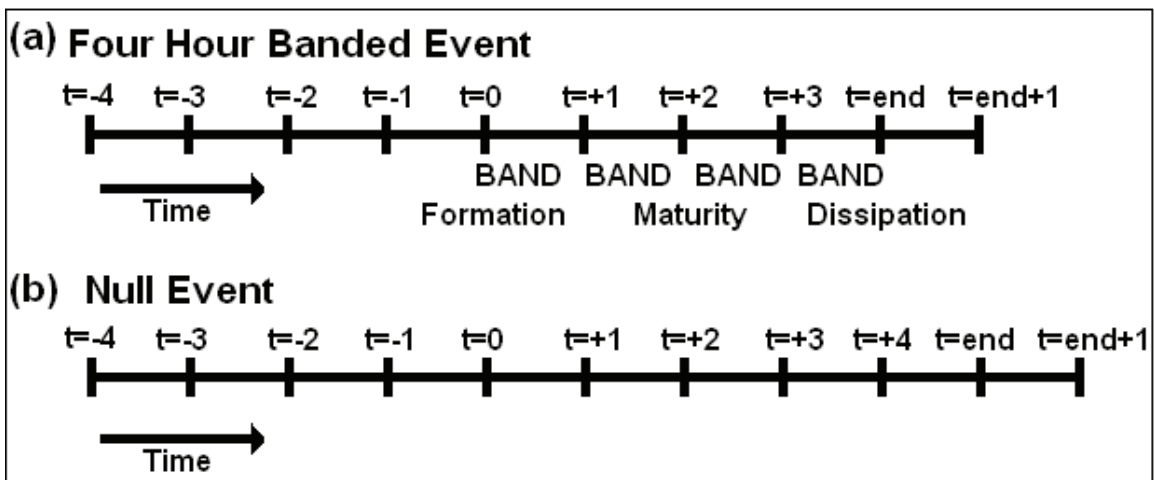 (a) Four Hour Banded Event
t=-4 t=-3 t=-2 t=-1 t=0 t=+1 t=+2 t=+3 t=end t=end+1
BAND BAND BAND BAND
Time Formation Maturity Dissipation
(b) Null Event
t=-4 t=-3 t=-2 t=-1 t=0 t=+1 t=+2 t=+3 t=+4 t=end t=end+1
Time